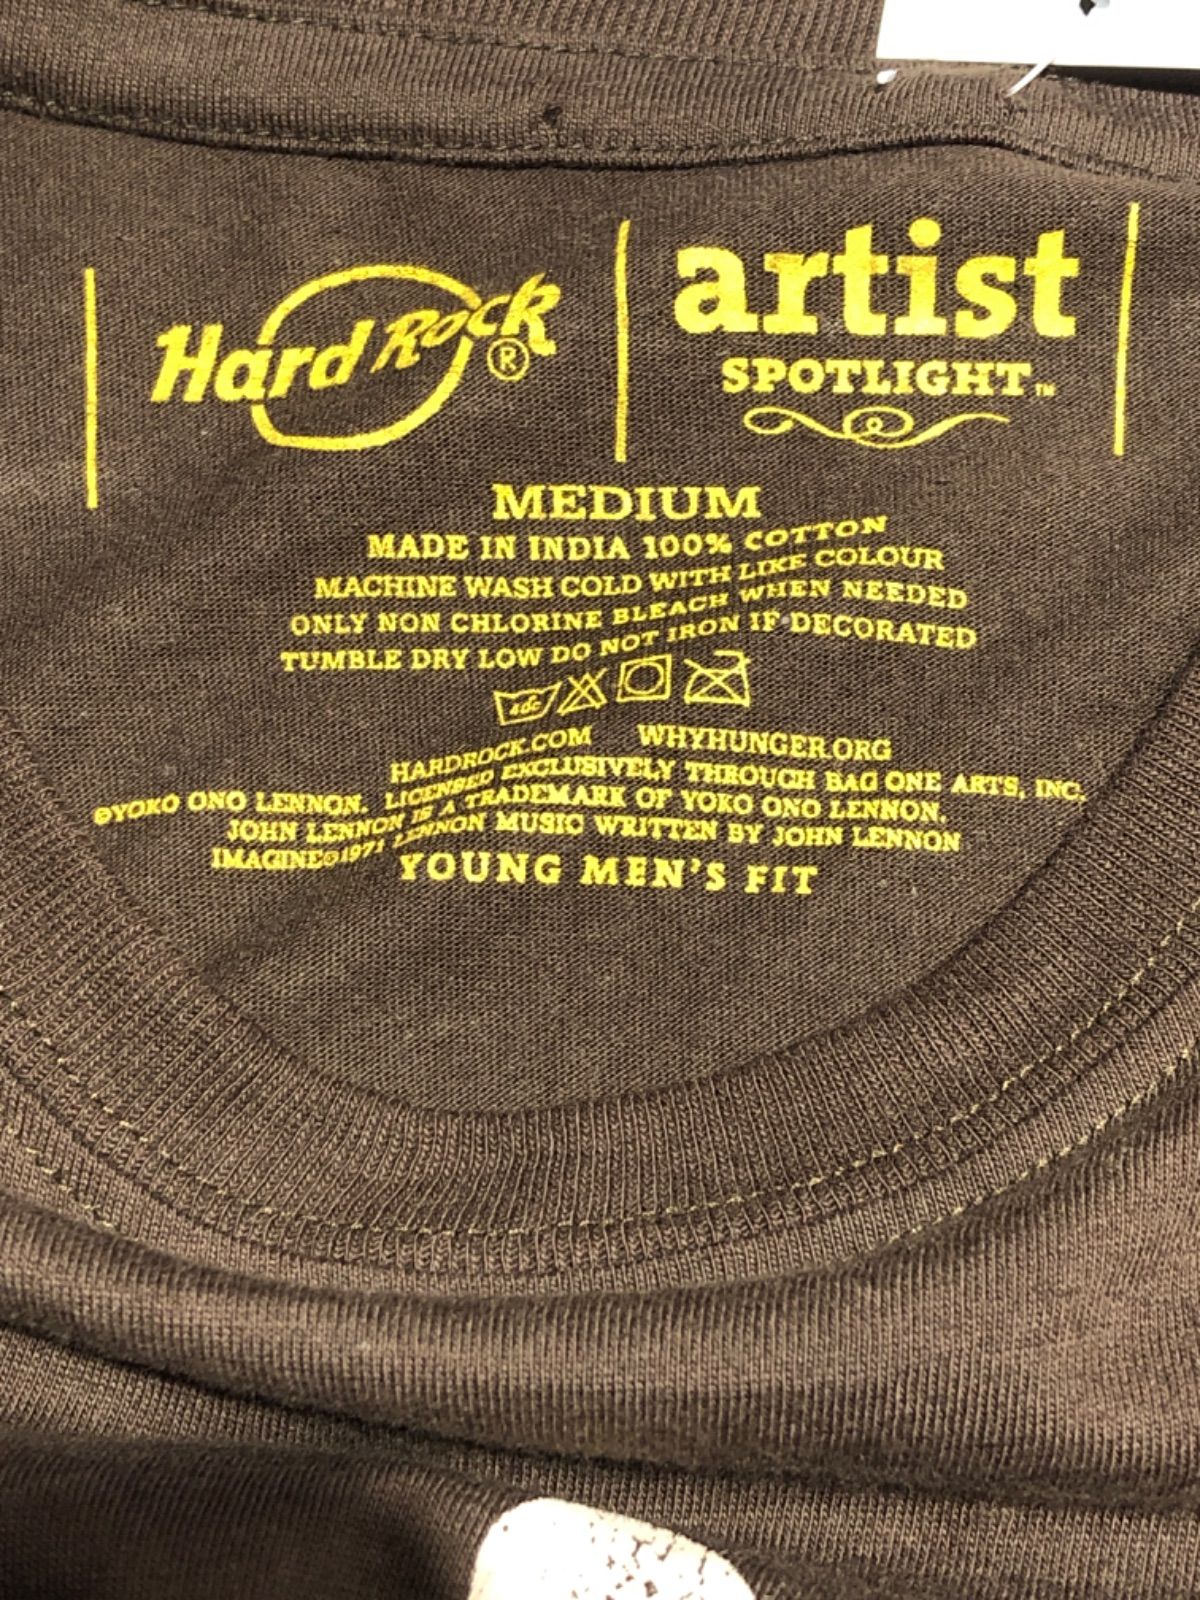 Hard Rock ®
artist
SPOTLIGHT™
MEDIUM
MADE IN INDIA 100% COTTON
MACHINE WASH COLD WITH LIKE COLOUR
ONLY NON CHLORINE BLEACH WHEN NEEDED
TUMBLE DRY LOW DO NOT IRON IF DECORATED
HARDROCK.COM WHYHUNGER.ORG
©YOKO ONO LENNON. LICENSED EXCLUSIVELY THROUGH BAG ONE ARTS, INC.
JOHN LENNON IS A TRADEMARK OF YOKO ONO LENNON.
IMAGINE©1971 LENNON MUSIC WRITTEN BY JOHN LENNON
YOUNG MEN'S FIT